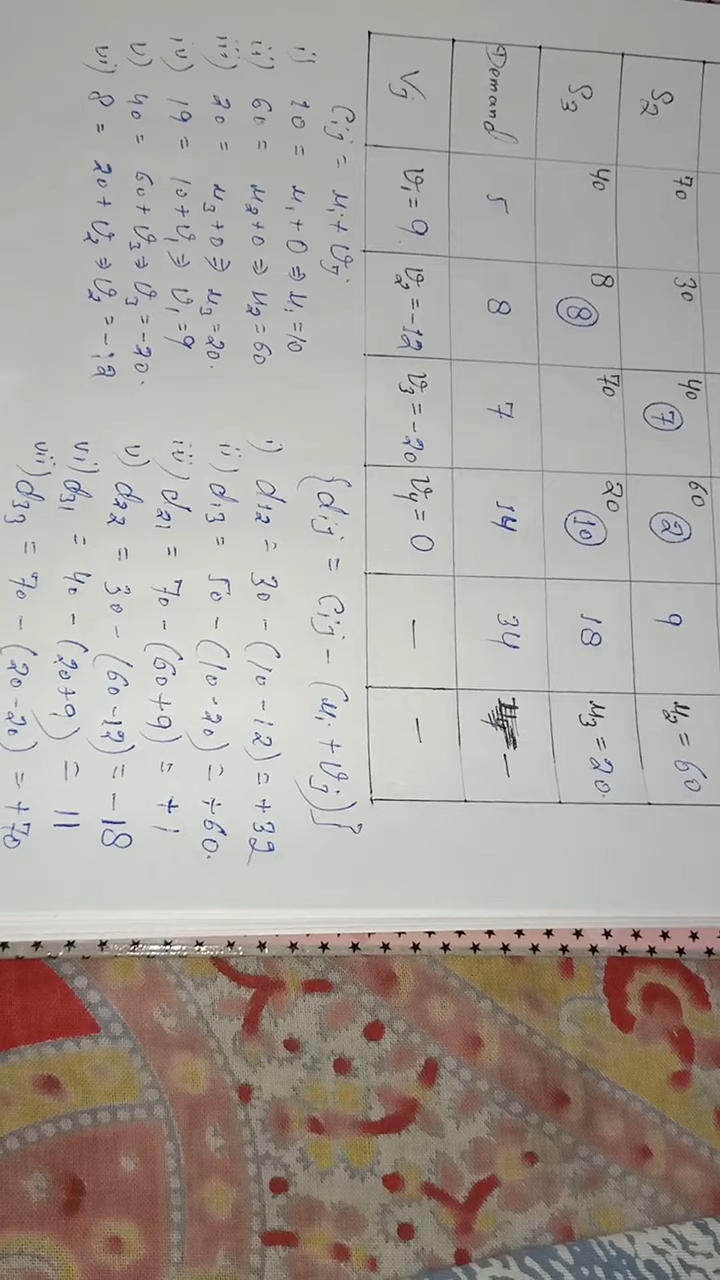 S2 70 30 40 (7) 60 (2) 9 u2 = 60
S3 40 8 (8) 70 20 (10) 18 u3 = 20.
Demand 5 8 7 14 34 -
Vj v1 = 9. v2 = -12 v3 = -20 v4 = 0 - -
Cij = ui + vj
i) 10 = u1 + 0 ⇒ u1 = 10
ii) 60 = u2 + 0 ⇒ u2 = 60
iii) 20 = u3 + 0 ⇒ u3 = 20.
iv) 19 = 10 + v1 ⇒ v1 = 9
v) 40 = 60 + v3 ⇒ v3 = -20.
vi) 8 = 20 + v2 ⇒ v2 = -12
{dij = Cij - (ui + vj)}
i) d12 = 30 - (10 - 12) = +32
ii) d13 = 50 - (10 - 20) = +60.
iii) d21 = 70 - (60 + 9) = +1
v) d22 = 30 - (60 - 12) = -18
vi) d31 = 40 - (20 + 9) = 11
vii) d33 = 70 - (20 - 20) = +70